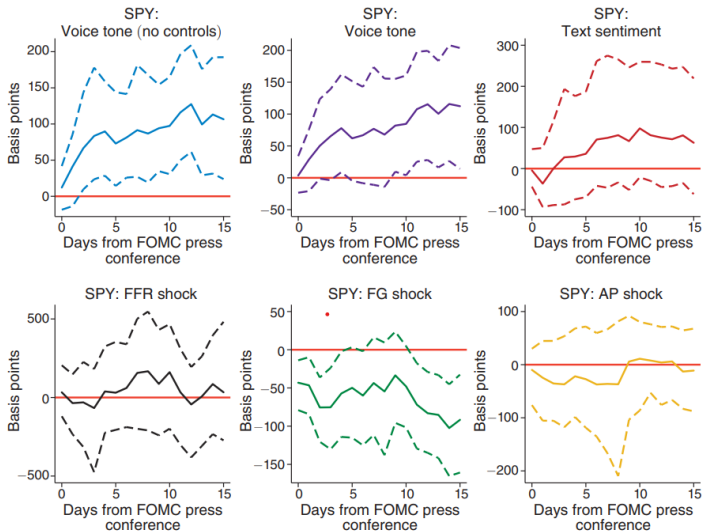 SPY:
Voice tone (no controls)
Basis points
200
150
100
50
0
0 5 10 15
Days from FOMC press
conference
SPY:
Voice tone
Basis points
200
150
100
50
0
−50
0 5 10 15
Days from FOMC press
conference
SPY:
Text sentiment
Basis points
300
200
100
0
−100
0 5 10 15
Days from FOMC press
conference
SPY: FFR shock
Basis points
500
0
−500
0 5 10 15
Days from FOMC press
conference
SPY: FG shock
Basis points
50
0
−50
−100
−150
0 5 10 15
Days from FOMC press
conference
SPY: AP shock
Basis points
100
0
−100
−200
0 5 10 15
Days from FOMC press
conference